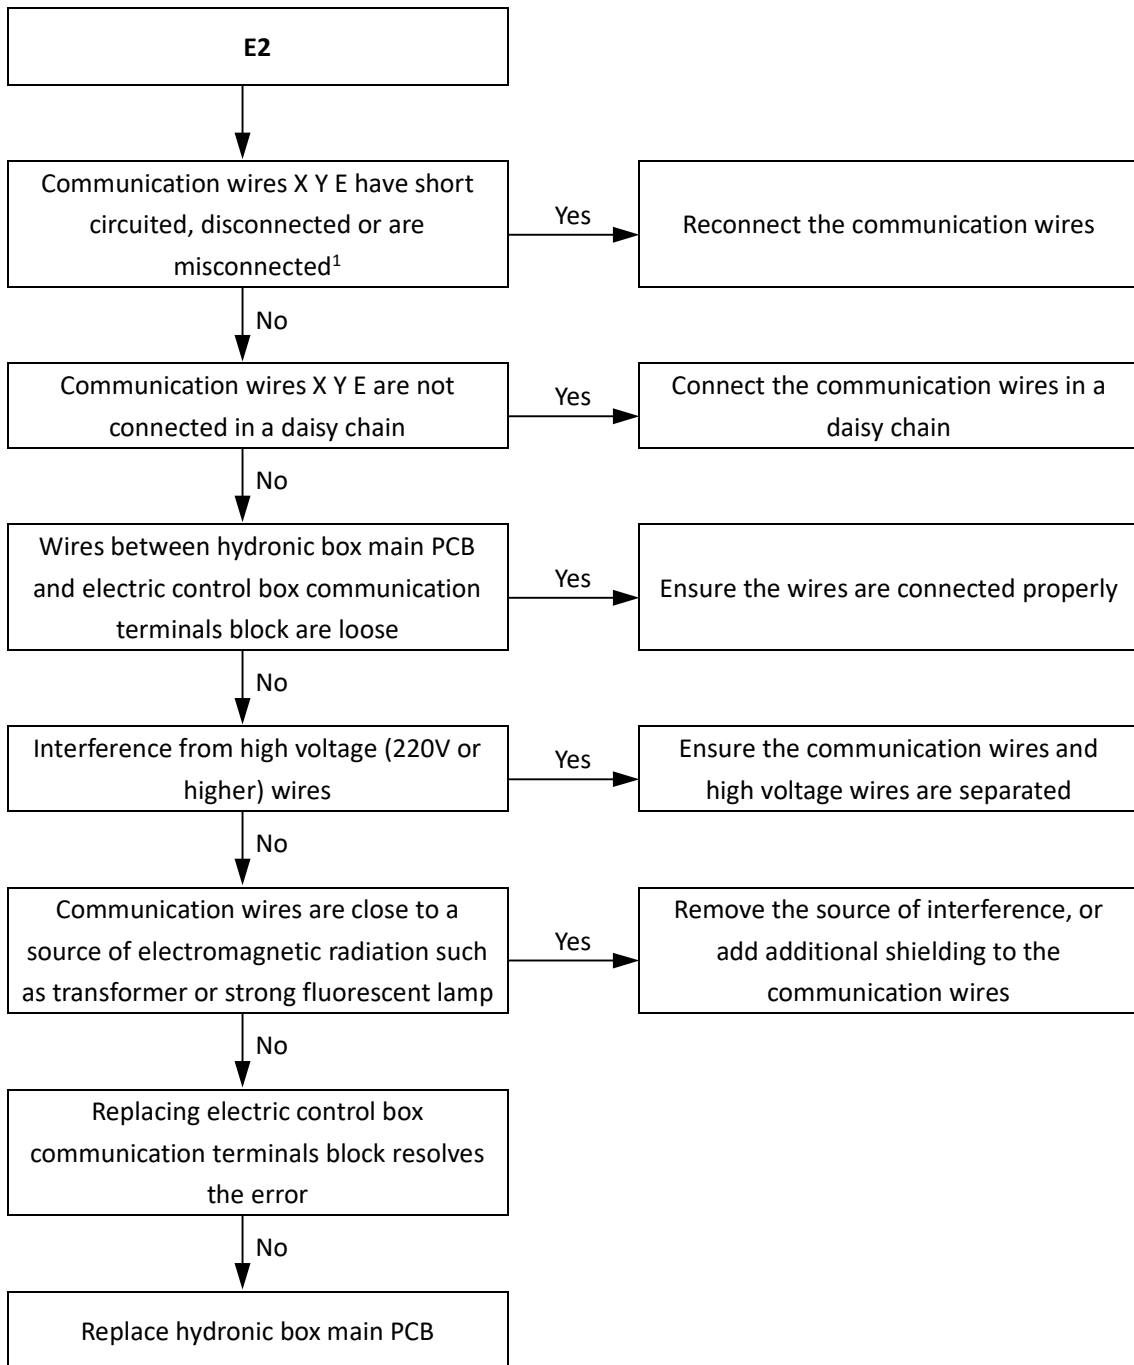 E2
Communication wires X Y E have short
circuited, disconnected or are
misconnected¹
Yes
Reconnect the communication wires
No
Communication wires X Y E are not
connected in a daisy chain
Yes
Connect the communication wires in a
daisy chain
No
Wires between hydronic box main PCB
and electric control box communication
terminals block are loose
Yes
Ensure the wires are connected properly
No
Interference from high voltage (220V or
higher) wires
Yes
Ensure the communication wires and
high voltage wires are separated
No
Communication wires are close to a
source of electromagnetic radiation such
as transformer or strong fluorescent lamp
Yes
Remove the source of interference, or
add additional shielding to the
communication wires
No
Replacing electric control box
communication terminals block resolves
the error
No
Replace hydronic box main PCB